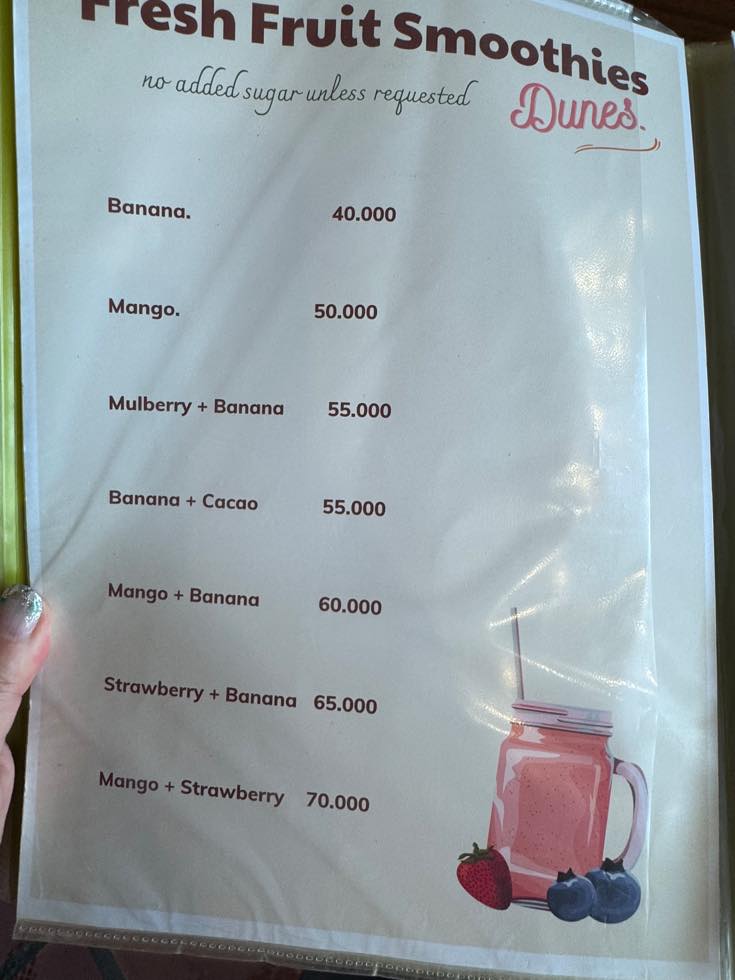 Fresh Fruit Smoothies
no added sugar unless requested
Dunes.
Banana. 40.000
Mango. 50.000
Mulberry + Banana 55.000
Banana + Cacao 55.000
Mango + Banana 60.000
Strawberry + Banana 65.000
Mango + Strawberry 70.000